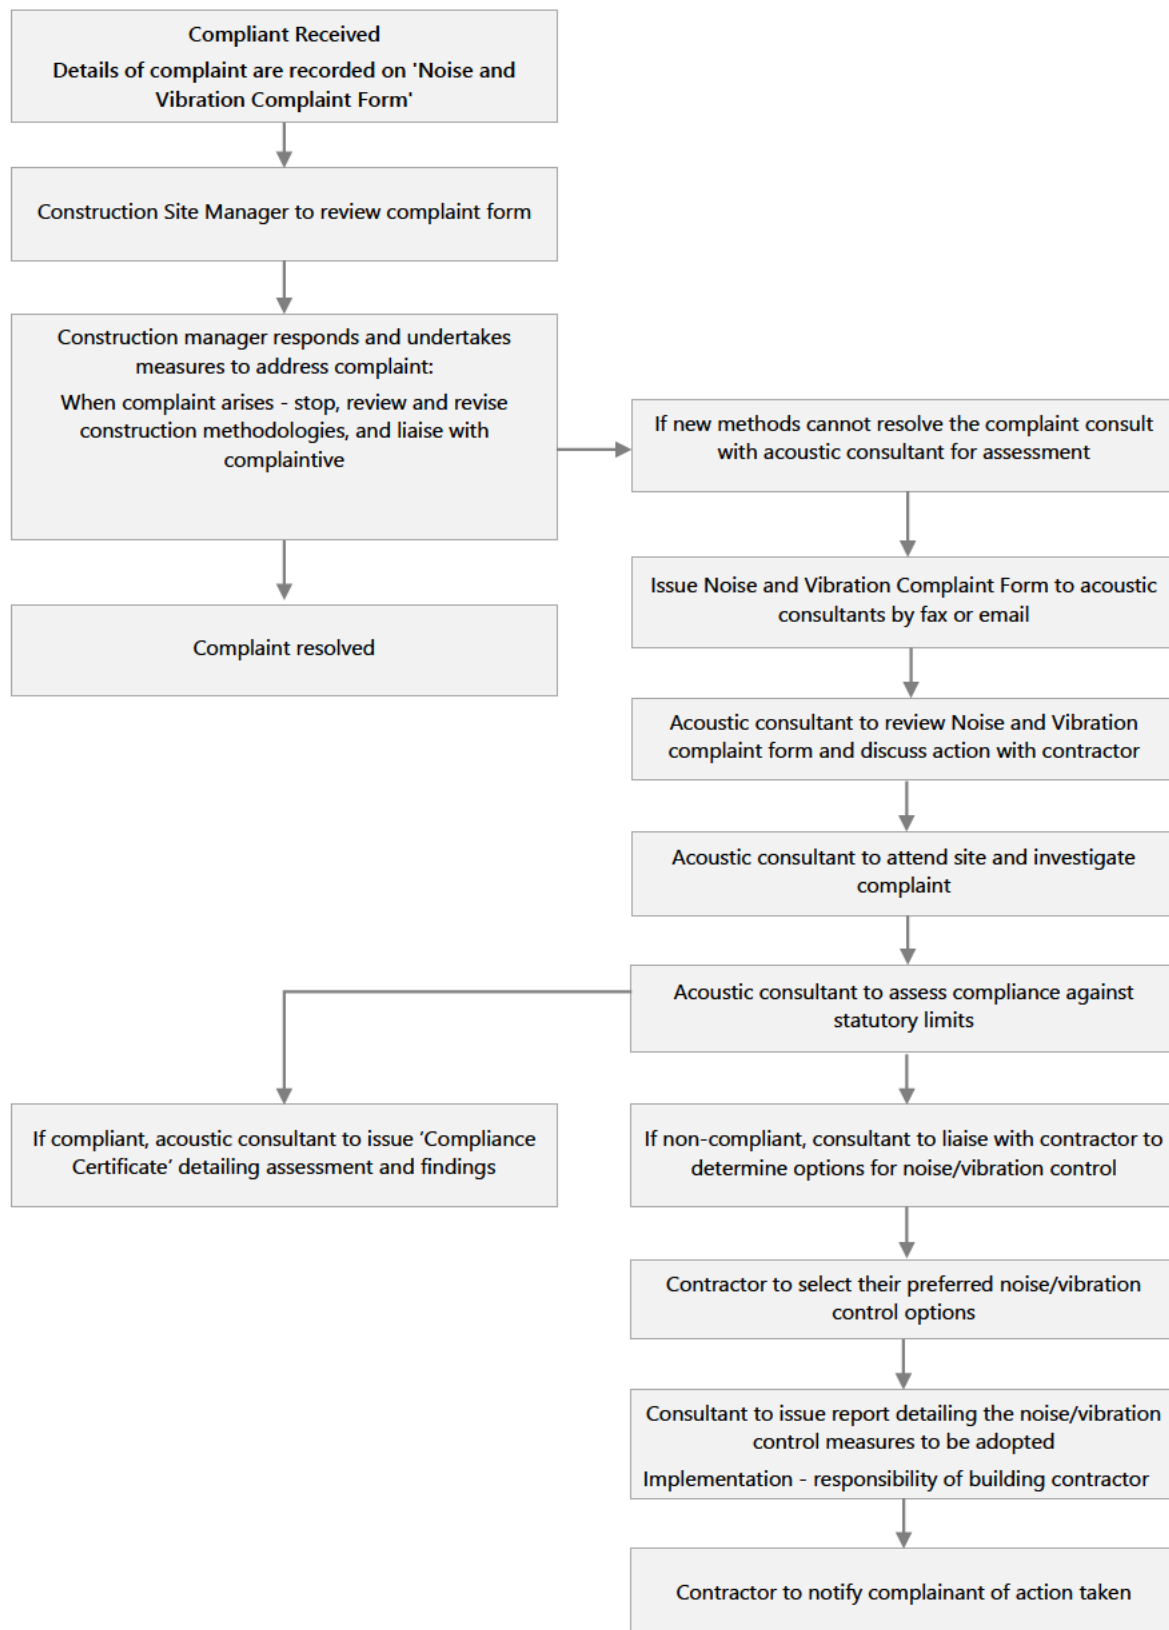 Compliant Received
Details of complaint are recorded on 'Noise and
Vibration Complaint Form'
Construction Site Manager to review complaint form
Construction manager responds and undertakes
measures to address complaint:
When complaint arises - stop, review and revise
construction methodologies, and liaise with
complaintive
Complaint resolved
If new methods cannot resolve the complaint consult
with acoustic consultant for assessment
Issue Noise and Vibration Complaint Form to acoustic
consultants by fax or email
Acoustic consultant to review Noise and Vibration
complaint form and discuss action with contractor
Acoustic consultant to attend site and investigate
complaint
Acoustic consultant to assess compliance against
statutory limits
If compliant, acoustic consultant to issue ‘Compliance
Certificate’ detailing assessment and findings
If non-compliant, consultant to liaise with contractor to
determine options for noise/vibration control
Contractor to select their preferred noise/vibration
control options
Consultant to issue report detailing the noise/vibration
control measures to be adopted
Implementation - responsibility of building contractor
Contractor to notify complainant of action taken